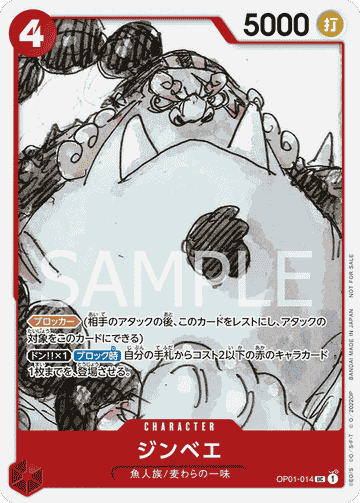 4
5000
打
SAMPLE
ブロッカー (相手のアタックの後、このカードをレストにし、アタックの
対象をこのカードにできる)
ドン!!×1 ブロック時 自分の手札からコスト2以下の赤のキャラカード
1枚までを、登場させる。
CHARACTER
ジンベエ
魚人族/麦わらの一味
OP01-014 UC 1
BANDAI MADE IN JAPAN NOT FOR SALE